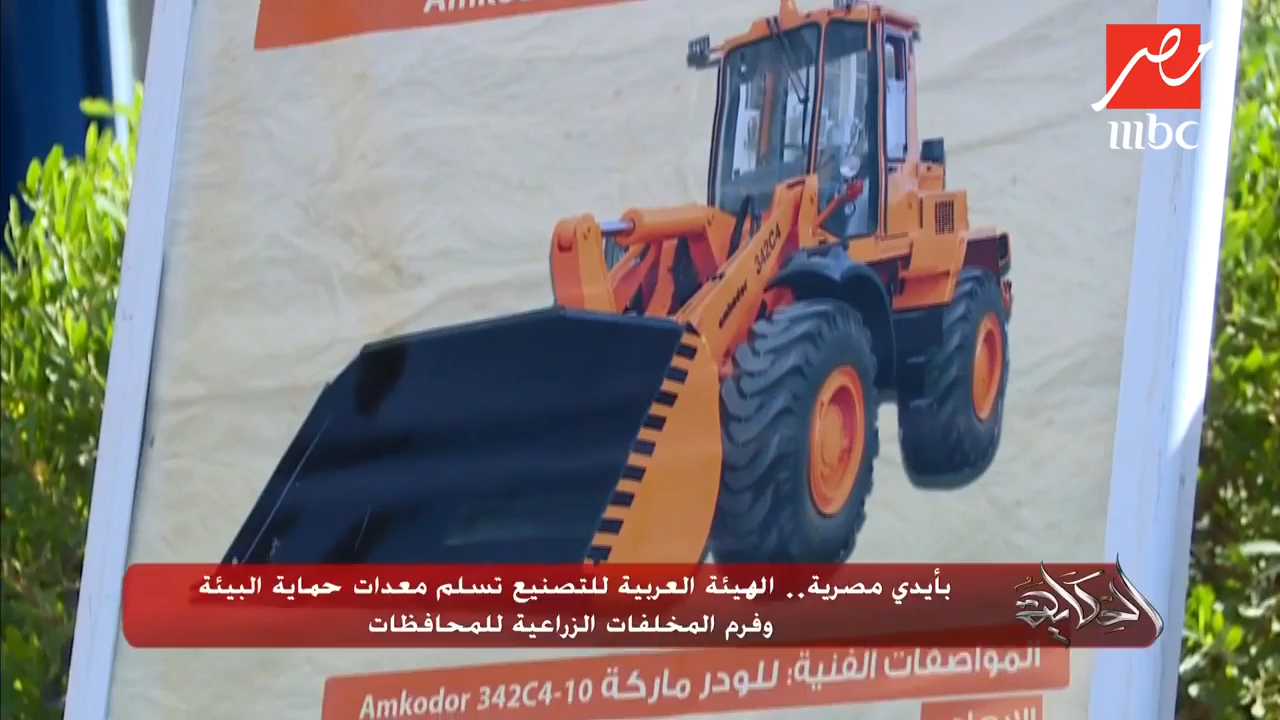 مصر
mbc
amkodor
342C4
بأيدي مصرية.. الهيئة العربية للتصنيع تسلم معدات حماية البيئة
وفرم المخلفات الزراعية للمحافظات
الحكاية
المواصفات الفنية: للودر ماركة Amkodor 342C4-10